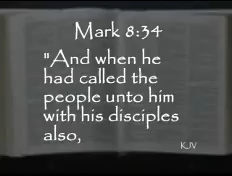 Mark 8:34
"And when he
had called the
people unto him
with his disciples
also,
KJV